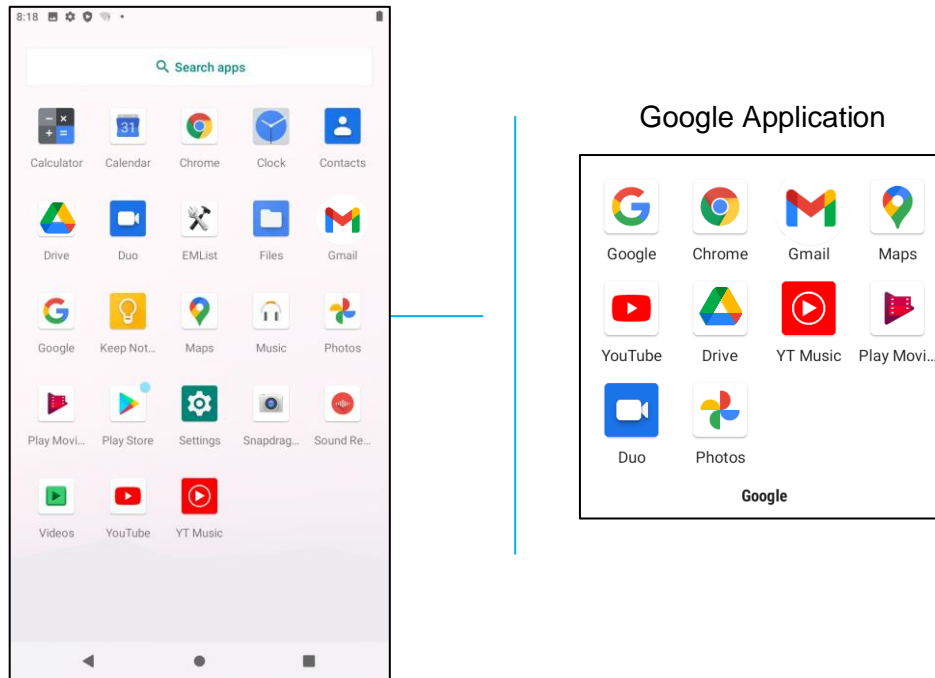 8:18
Search apps
31
Calculator Calendar Chrome Clock Contacts
Drive Duo EMList Files Gmail
Google Keep Not... Maps Music Photos
Play Movi... Play Store Settings Snapdrag... Sound Re...
Videos YouTube YT Music
Google Application
Google Chrome Gmail Maps
YouTube Drive YT Music Play Movi...
Duo Photos
Google